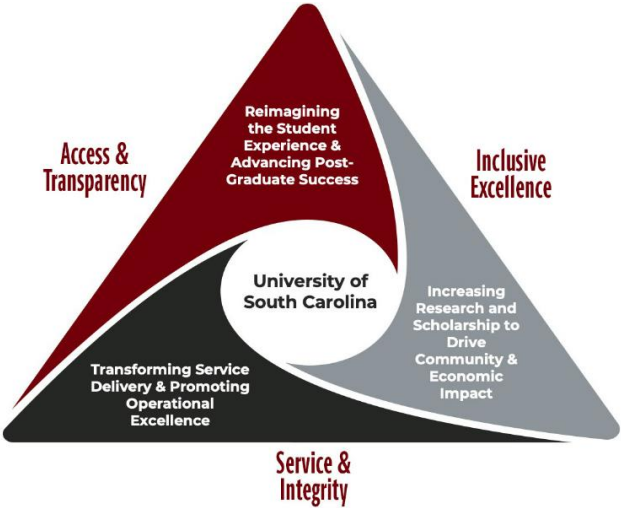 Reimagining
the Student
Experience &
Advancing Post-
Graduate Success
Access &
Transparency
Inclusive
Excellence
University of
South Carolina
Increasing
Research and
Scholarship to
Drive
Community &
Economic
Impact
Transforming Service
Delivery & Promoting
Operational
Excellence
Service &
Integrity